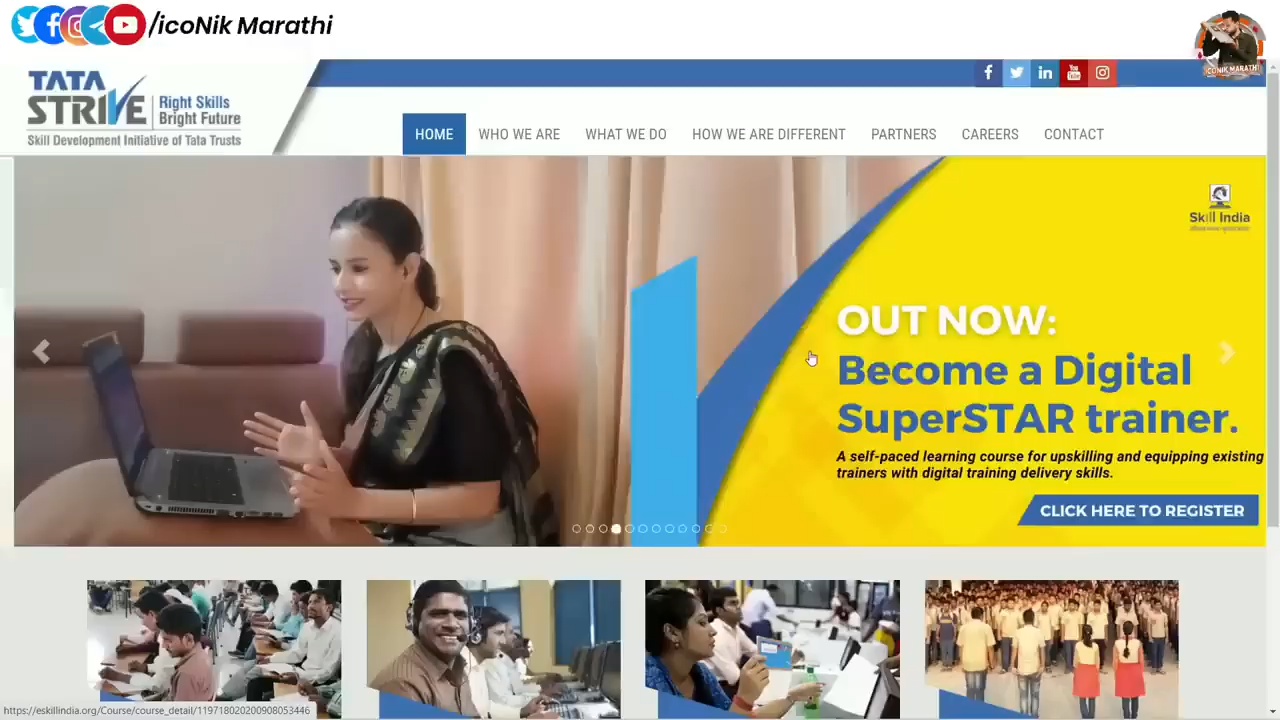 /icoNik Marathi
ICONIK MARATHI
TATA
STRIVE
Right Skills
Bright Future
Skill Development Initiative of Tata Trusts
HOME
WHO WE ARE
WHAT WE DO
HOW WE ARE DIFFERENT
PARTNERS
CAREERS
CONTACT
Skill India
OUT NOW:
Become a Digital
SuperSTAR trainer.
A self-paced learning course for upskilling and equipping existing
trainers with digital training delivery skills.
CLICK HERE TO REGISTER
https://eskillindia.org/Course/course_detail/119718020200908053446